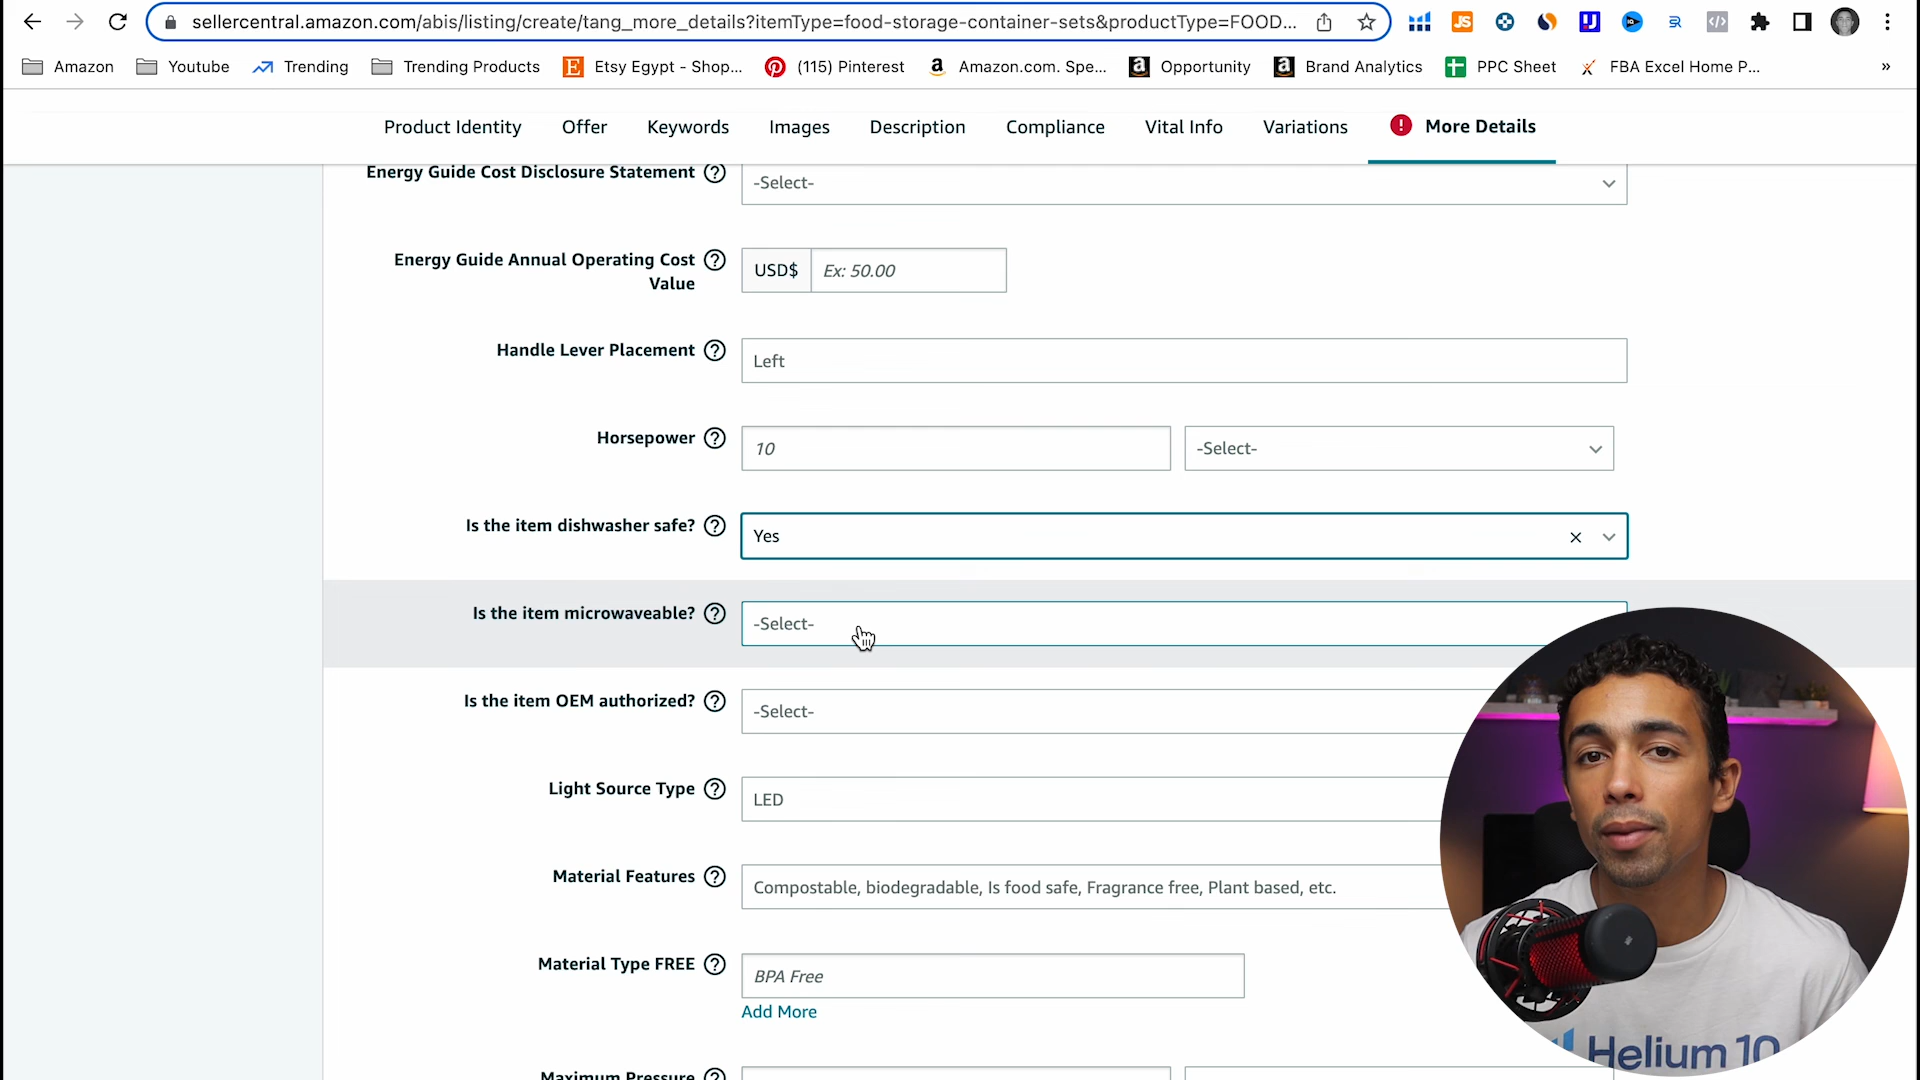 sellercentral.amazon.com/abis/listing/create/tang_more_details?itemType=food-storage-container-sets&productType=FOOD...
Amazon Youtube Trending Trending Products Etsy Egypt - Shop... (115) Pinterest Amazon.com. Spe... Opportunity Brand Analytics PPC Sheet FBA Excel Home P... »
Product Identity Offer Keywords Images Description Compliance Vital Info Variations More Details
Energy Guide Cost Disclosure Statement -Select-
Energy Guide Annual Operating Cost Value USD$ Ex: 50.00
Handle Lever Placement Left
Horsepower 10 -Select-
Is the item dishwasher safe? Yes
Is the item microwaveable? -Select-
Is the item OEM authorized? -Select-
Light Source Type LED
Material Features Compostable, biodegradable, Is food safe, Fragrance free, Plant based, etc.
Material Type FREE BPA Free
Add More
Maximum Pressure
Helium 10